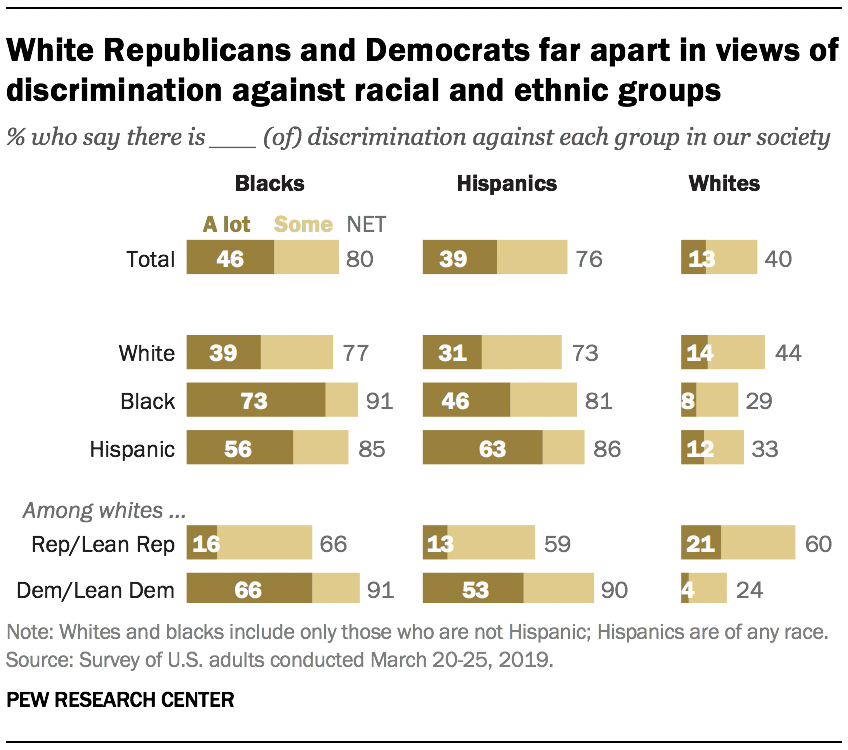 White Republicans and Democrats far apart in views of
discrimination against racial and ethnic groups
% who say there is ___ (of) discrimination against each group in our society
Blacks Hispanics Whites
A lot Some NET
Total 46 80 39 76 13 40
White 39 77 31 73 14 44
Black 73 91 46 81 8 29
Hispanic 56 85 63 86 12 33
Among whites ...
Rep/Lean Rep 16 66 13 59 21 60
Dem/Lean Dem 66 91 53 90 4 24
Note: Whites and blacks include only those who are not Hispanic; Hispanics are of any race.
Source: Survey of U.S. adults conducted March 20-25, 2019.
PEW RESEARCH CENTER